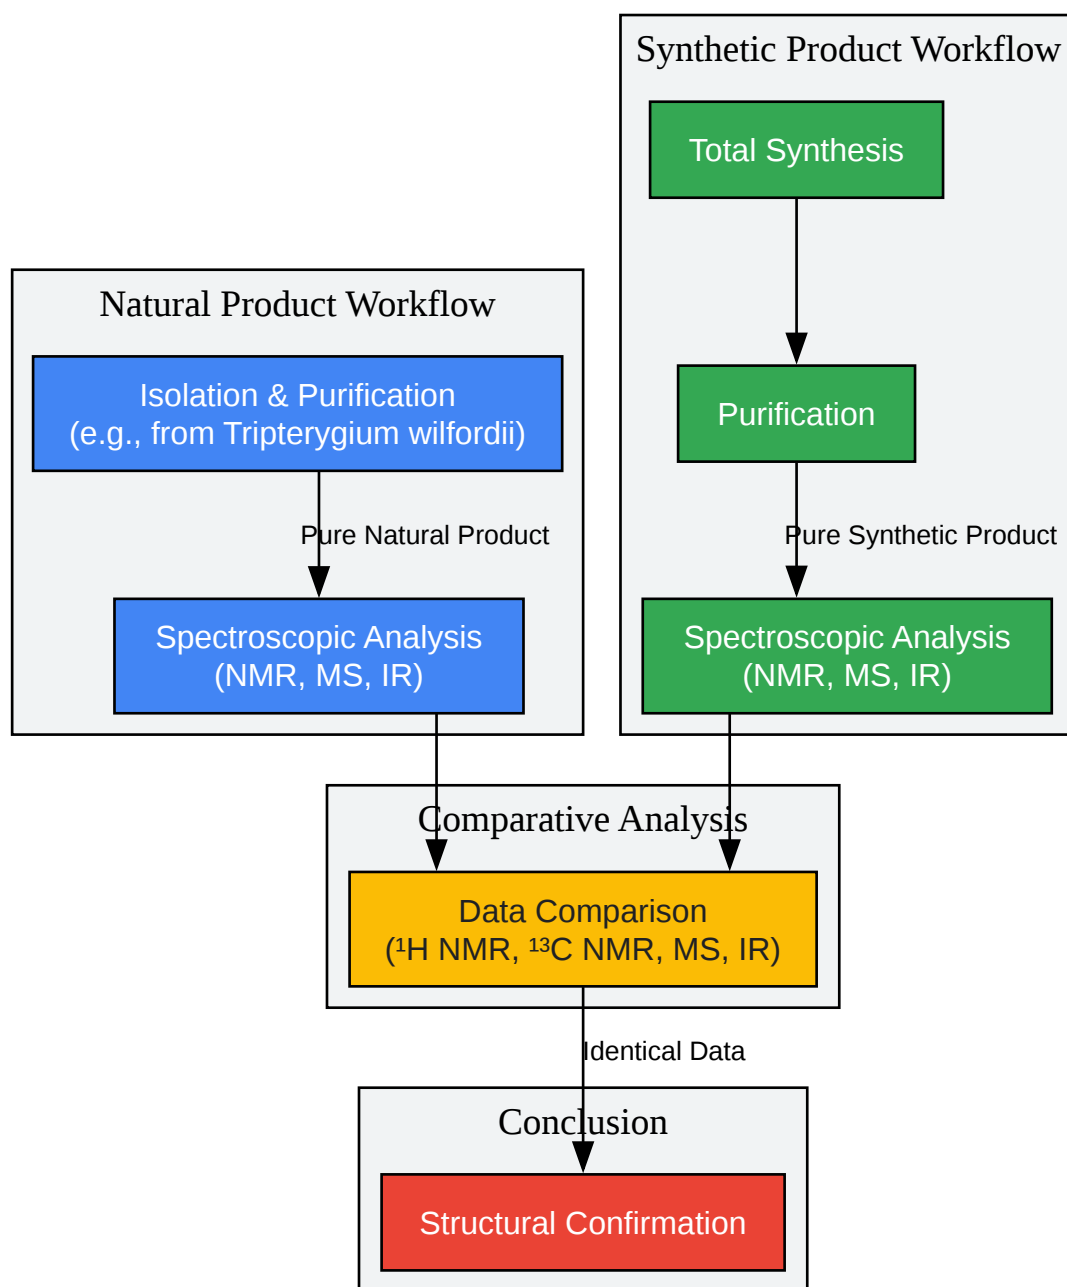 Synthetic Product Workflow
Total Synthesis
Natural Product Workflow
Isolation & Purification
(e.g., from Tripterygium wilfordii)
Purification
Pure Natural Product
Pure Synthetic Product
Spectroscopic Analysis
(NMR, MS, IR)
Spectroscopic Analysis
(NMR, MS, IR)
Comparative Analysis
Data Comparison
(¹H NMR, ¹³C NMR, MS, IR)
Identical Data
Conclusion
Structural Confirmation